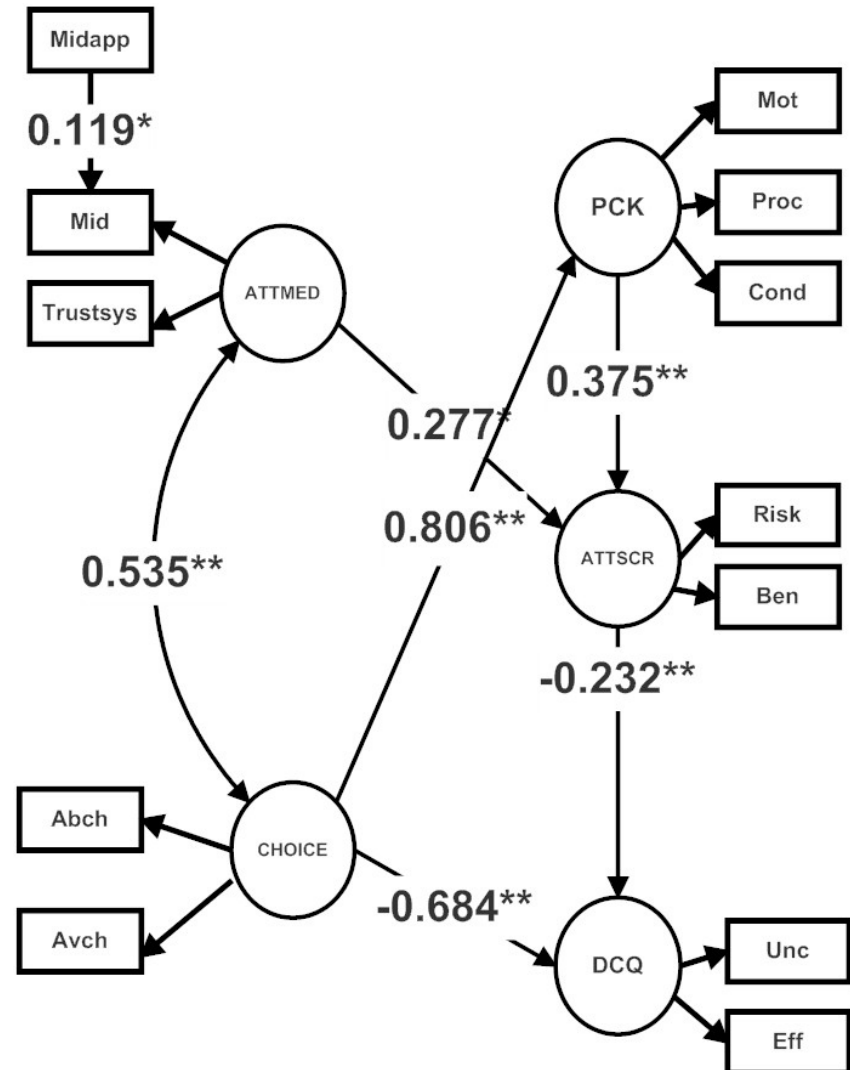 Midapp
0.119*
Mid
Trustsys
ATTMED
Mot
PCK
Proc
Cond
0.375**
0.277*
0.806**
0.535**
Risk
ATTSCR
Ben
-0.232**
Abch
CHOICE
Avch
-0.684**
DCQ
Unc
Eff